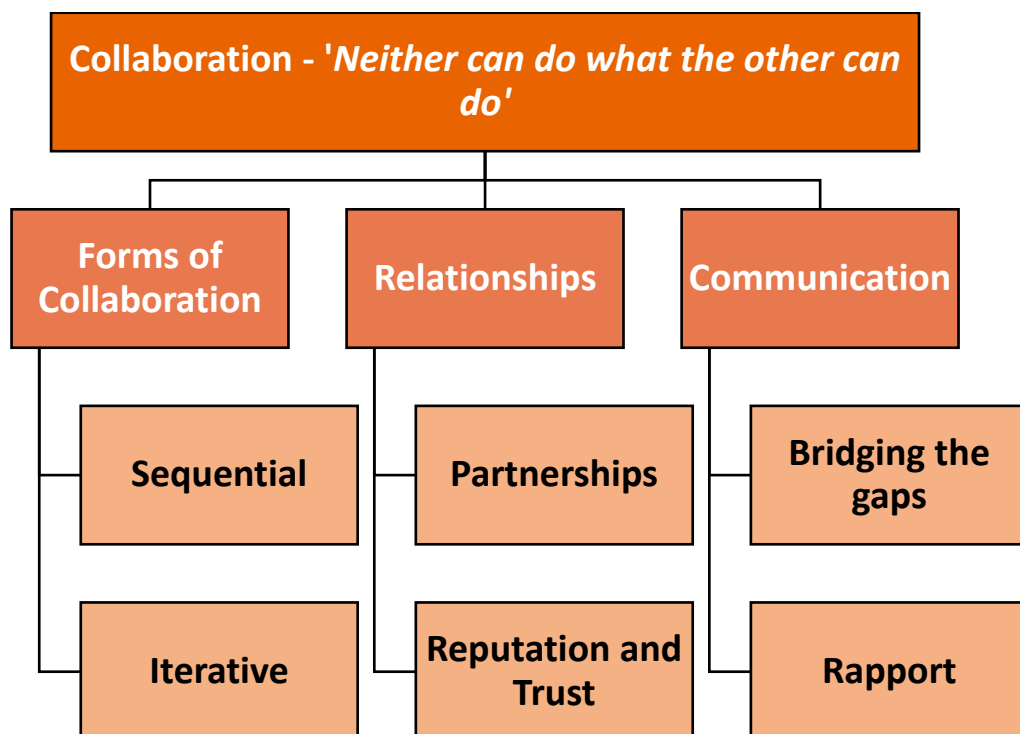 Collaboration - 'Neither can do what the other can
do'
Forms of
Collaboration
Relationships
Communication
Sequential
Partnerships
Bridging the
gaps
Iterative
Reputation and
Trust
Rapport